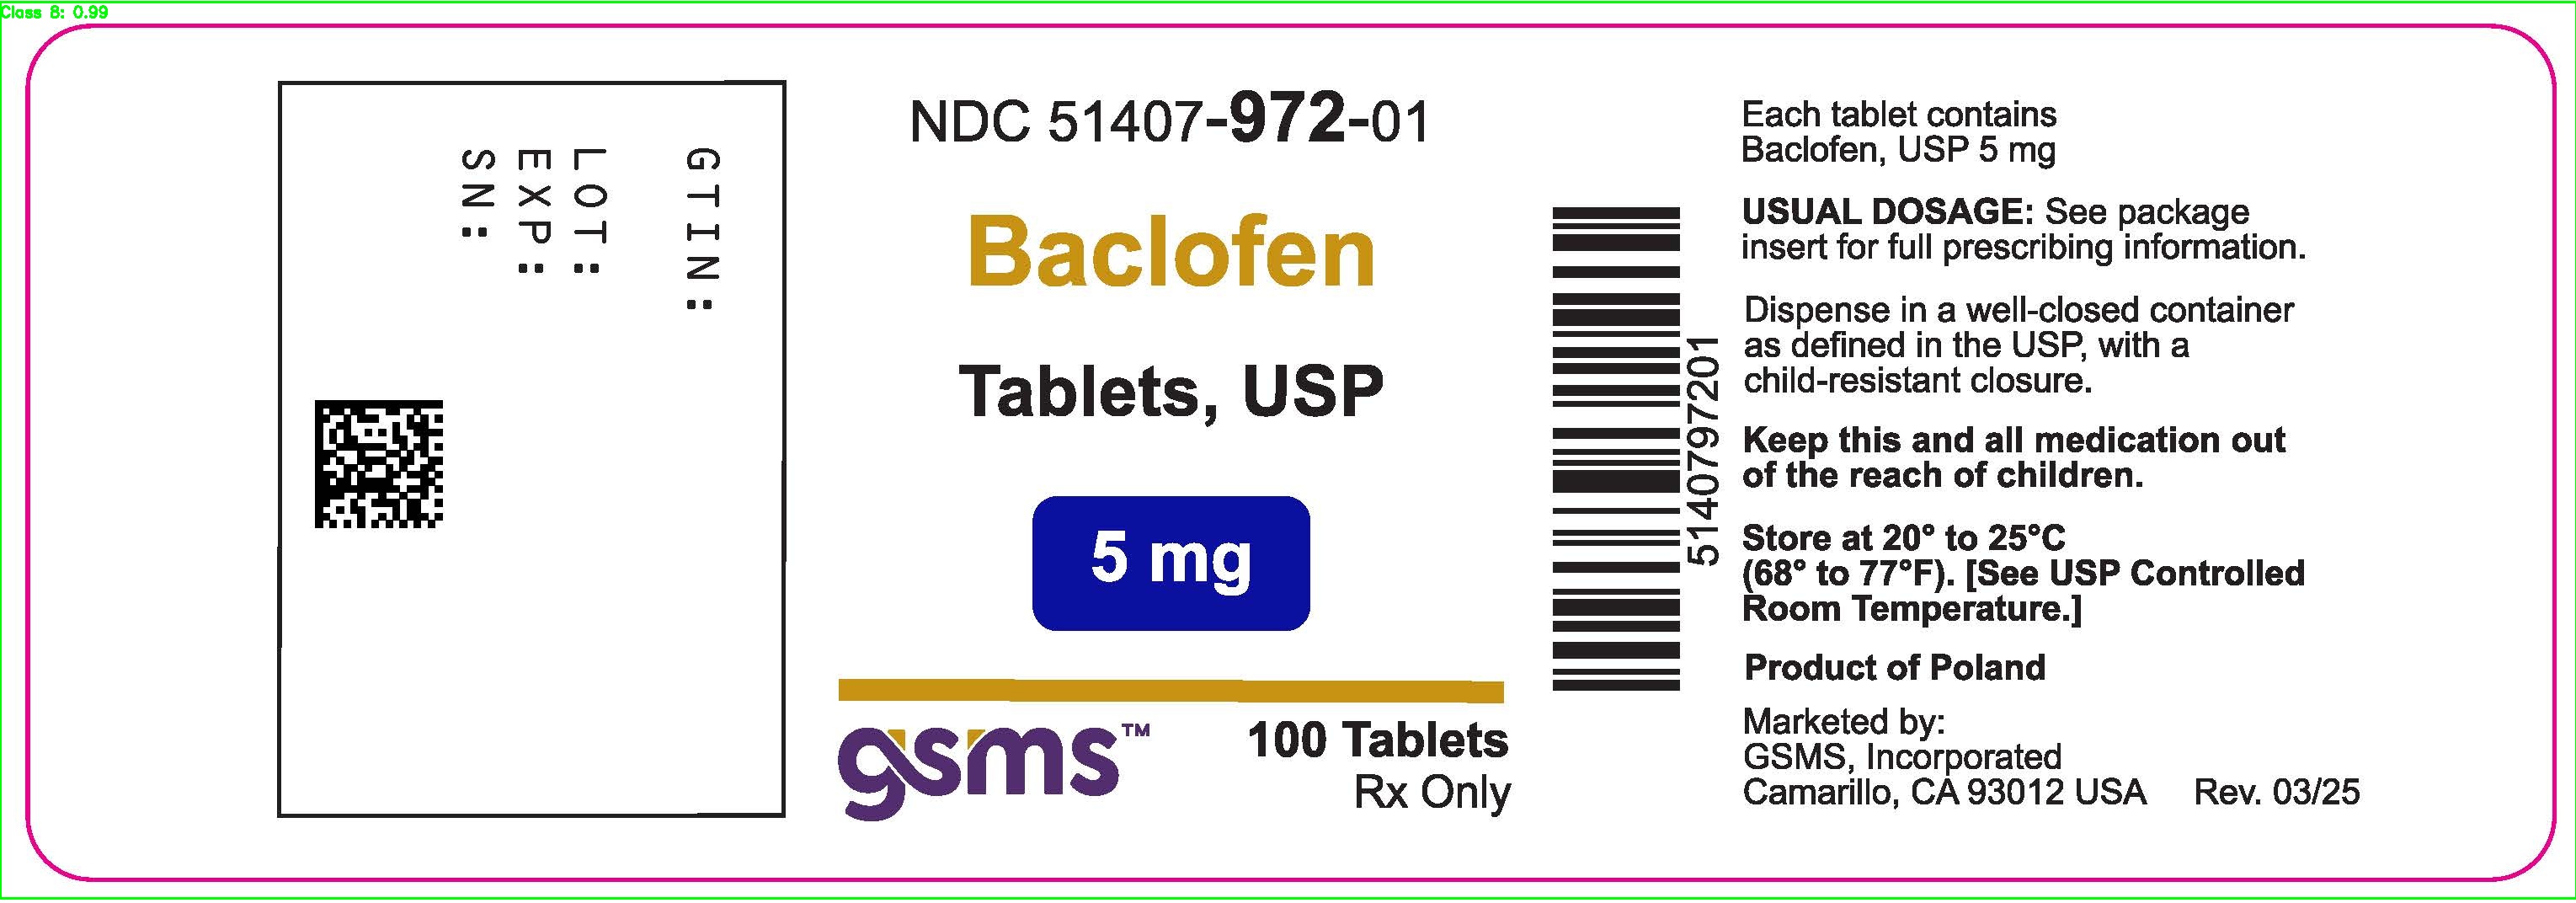 Class 8: 0.99
GTIN:
LOT:
EXP:
SN:
NDC 51407-972-01
Baclofen
Tablets, USP
5 mg
gsms™
100 Tablets
Rx Only
5140797201
Each tablet contains
Baclofen, USP 5 mg
USUAL DOSAGE: See package
insert for full prescribing information.
Dispense in a well-closed container
as defined in the USP, with a
child-resistant closure.
Keep this and all medication out
of the reach of children.
Store at 20° to 25°C
(68° to 77°F). [See USP Controlled
Room Temperature.]
Product of Poland
Marketed by:
GSMS, Incorporated
Camarillo, CA 93012 USA Rev. 03/25